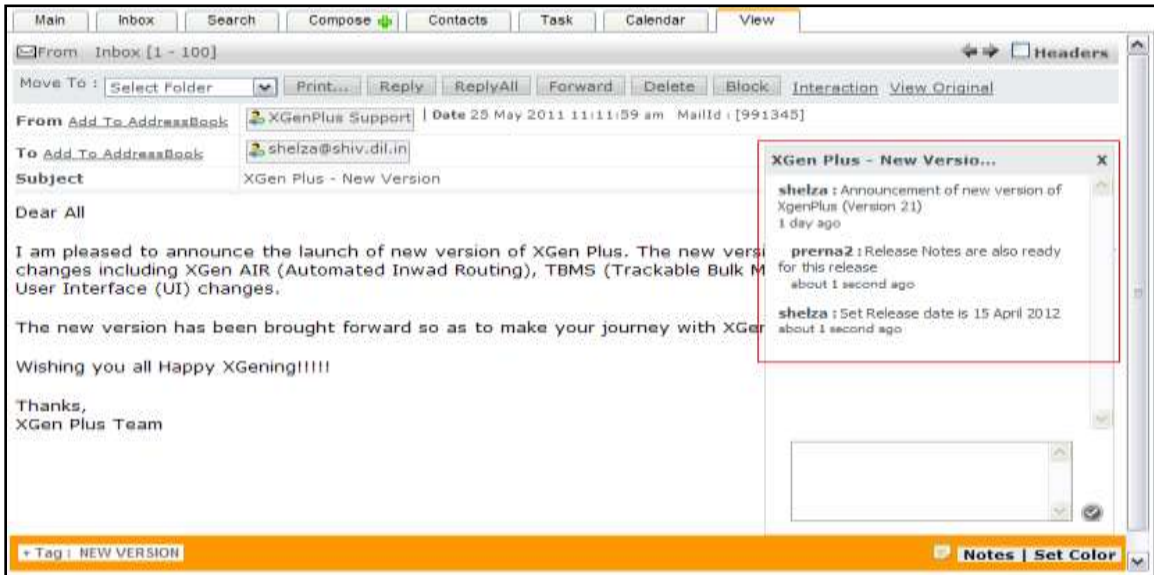 Main Inbox Search Compose Contacts Task Calendar View
From Inbox [1 - 100] Headers
Move To : Select Folder Print... Reply ReplyAll Forward Delete Block Interaction View Original
From Add To AddressBook XGenPlus Support | Date 25 May 2011 11:11:59 am MailId : [991345]
To Add To AddressBook shelza@shiv.dil.in
Subject XGen Plus - New Version
Dear All
I am pleased to announce the launch of new version of XGen Plus. The new versi
changes including XGen AIR (Automated Inwad Routing), TBMS (Trackable Bulk M
User Interface (UI) changes.
The new version has been brought forward so as to make your journey with XGer
Wishing you all Happy XGening!!!!!
Thanks,
XGen Plus Team
XGen Plus - New Versio... X
shelza : Announcement of new version of
XgenPlus (Version 21)
1 day ago
prerna2 : Release Notes are also ready
for this release
about 1 second ago
shelza : Set Release date is 15 April 2012
about 1 second ago
+ Tag : NEW VERSION Notes | Set Color